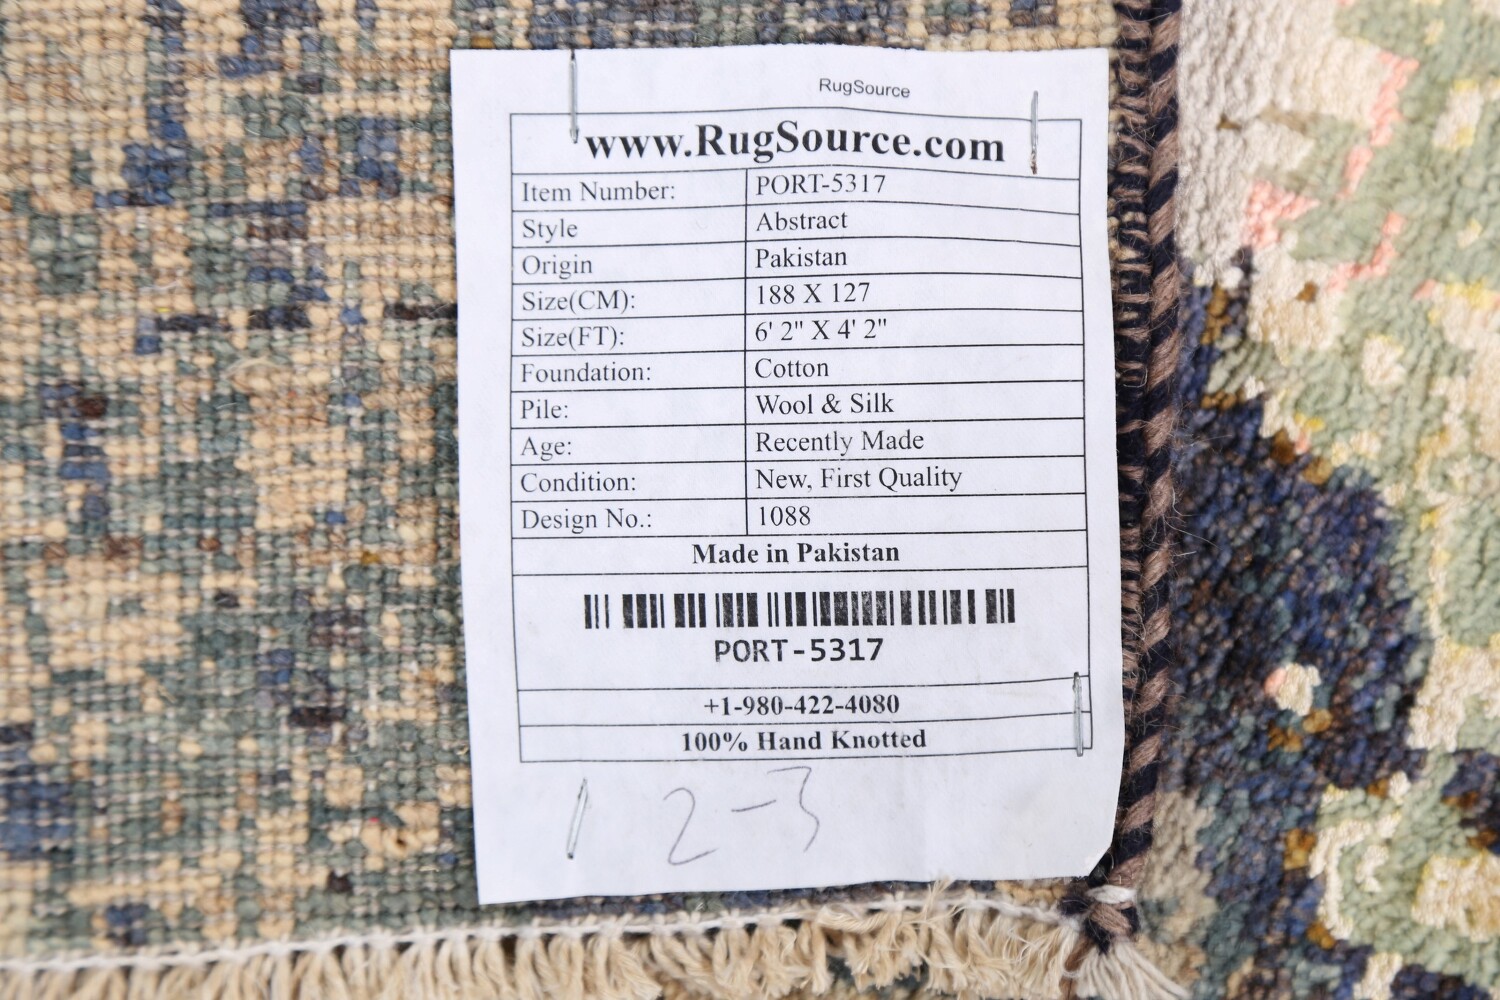 RugSource
www.RugSource.com
Item Number: PORT-5317
Style Abstract
Origin Pakistan
Size(CM): 188 X 127
Size(FT): 6' 2" X 4' 2"
Foundation: Cotton
Pile: Wool & Silk
Age: Recently Made
Condition: New, First Quality
Design No.: 1088
Made in Pakistan
PORT-5317
+1-980-422-4080
100% Hand Knotted
2-3